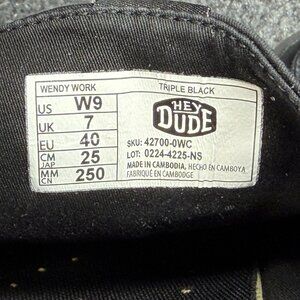 WENDY WORK TRIPLE BLACK
US W9
UK 7
EU 40
CM JAP 25
MM CN 250
HEY
DUDE
SKU: 42700-0WC
LOT: 0224-4225-NS
MADE IN CAMBODIA, HECHO EN CAMBOYA
FABRIQUÉ EN CAMBODGE